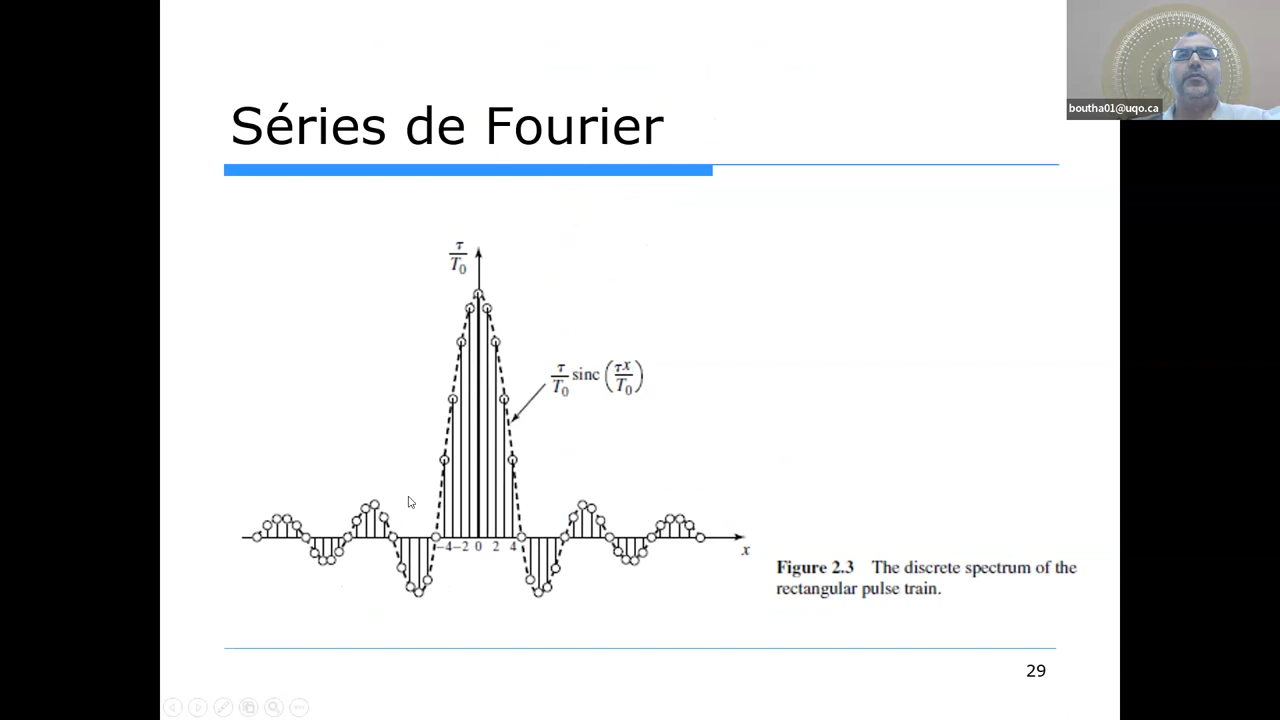 boutha01@uqo.ca
Séries de Fourier
τ/T₀
τ/T₀ sinc (τx/T₀)
−4 −2 0 2 4
x
Figure 2.3 The discrete spectrum of the
rectangular pulse train.
29